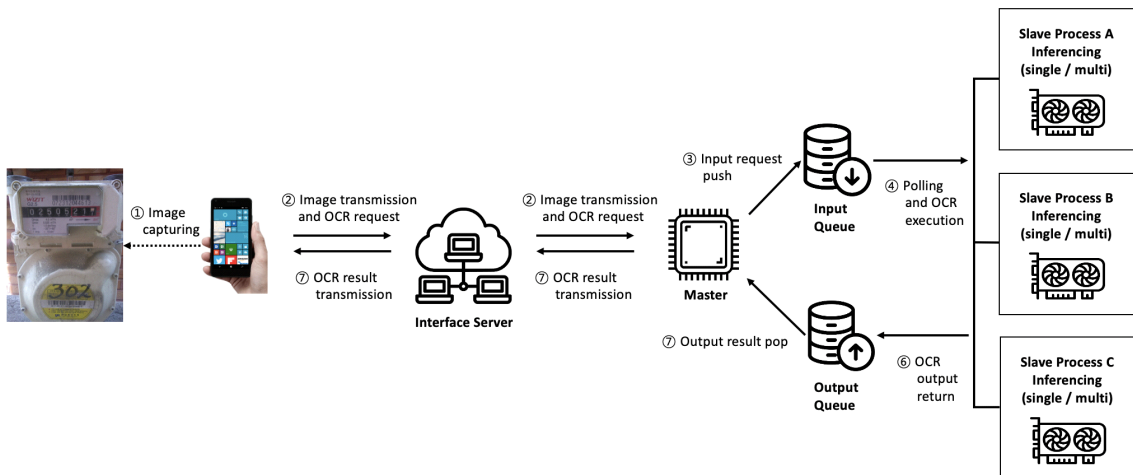 ① Image
capturing
② Image transmission
and OCR request
⑦ OCR result
transmission
Interface Server
② Image transmission
and OCR request
⑦ OCR result
transmission
Master
③ Input request
push
Input
Queue
④ Polling
and OCR
execution
⑦ Output result pop
Output
Queue
⑥ OCR
output
return
Slave Process A
Inferencing
(single / multi)
Slave Process B
Inferencing
(single / multi)
Slave Process C
Inferencing
(single / multi)
302